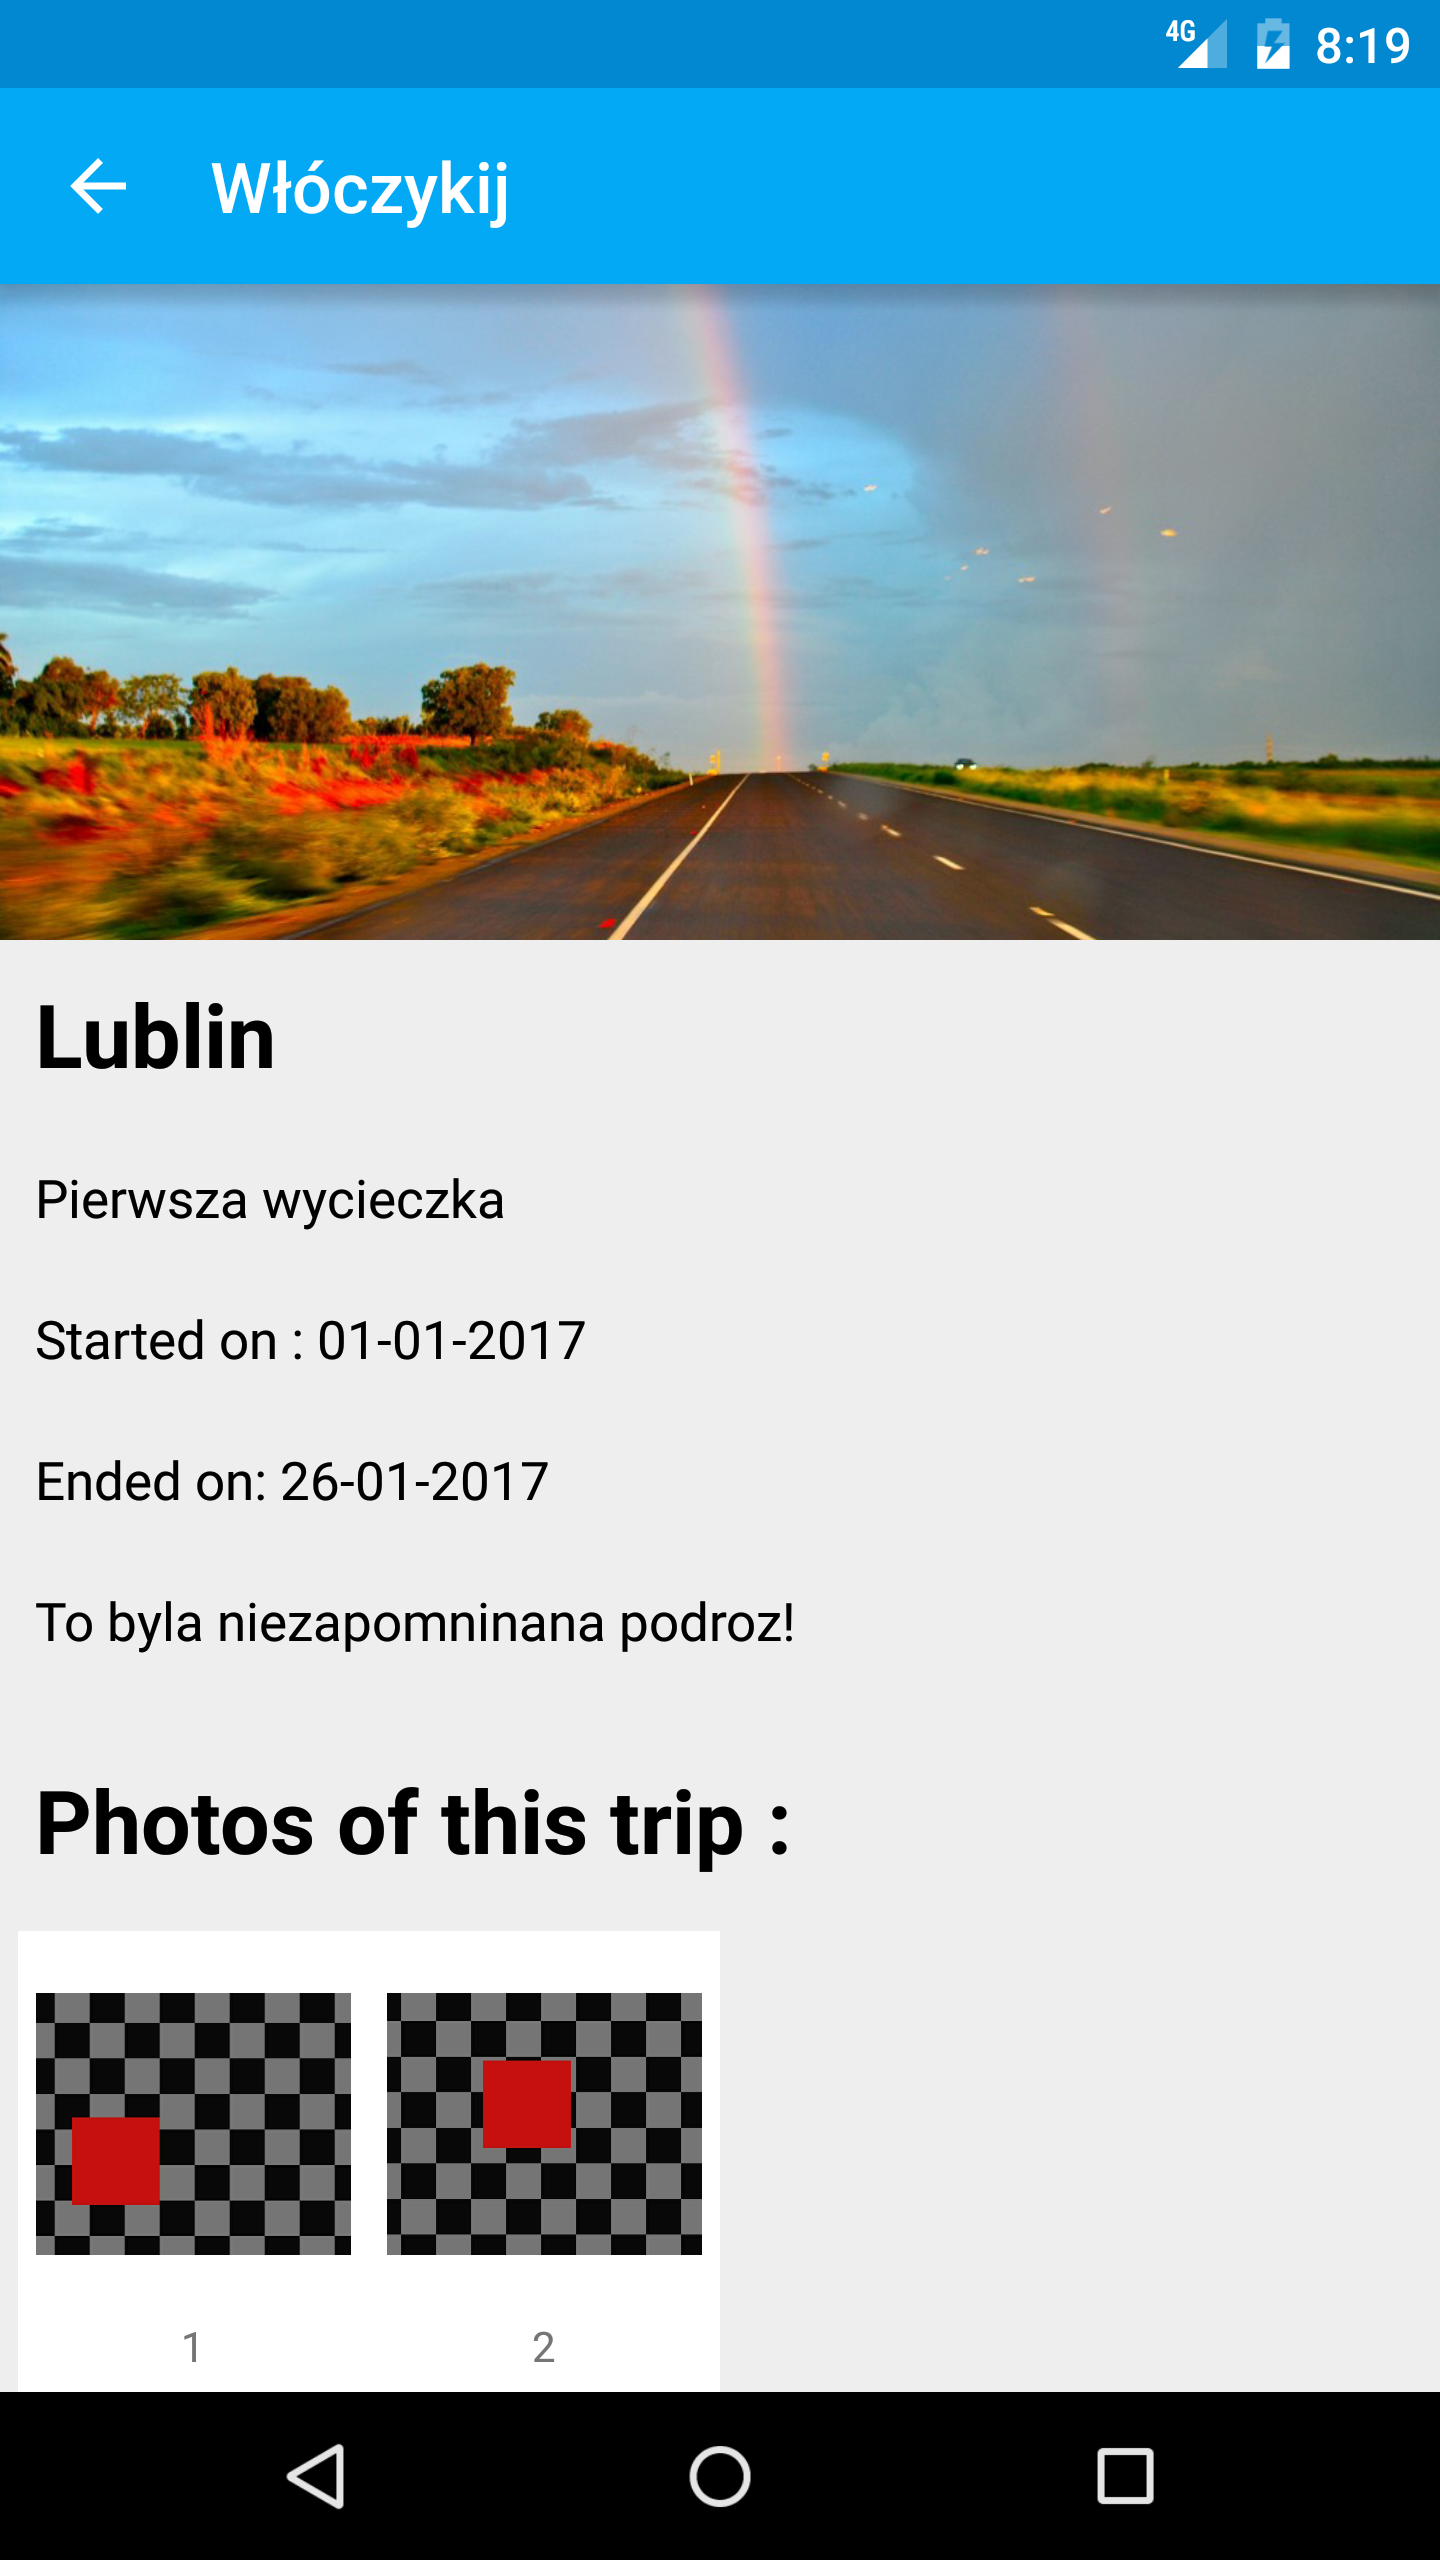 4G 8:19
Włóczykij
Lublin
Pierwsza wycieczka
Started on : 01-01-2017
Ended on: 26-01-2017
To byla niezapomninana podroz!
Photos of this trip :
1 2